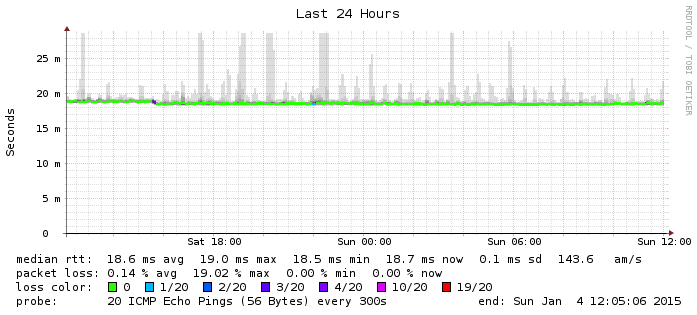 Last 24 Hours
RRDTOOL / TOBI OETIKER
Seconds
25 m
20 m
15 m
10 m
5 m
0
Sat 18:00 Sun 00:00 Sun 06:00 Sun 12:00
median rtt: 18.6 ms avg 19.0 ms max 18.5 ms min 18.7 ms now 0.1 ms sd 143.6 am/s
packet loss: 0.14 % avg 19.02 % max 0.00 % min 0.00 % now
loss color: 0 1/20 2/20 3/20 4/20 10/20 19/20
probe: 20 ICMP Echo Pings (56 Bytes) every 300s end: Sun Jan 4 12:05:06 2015